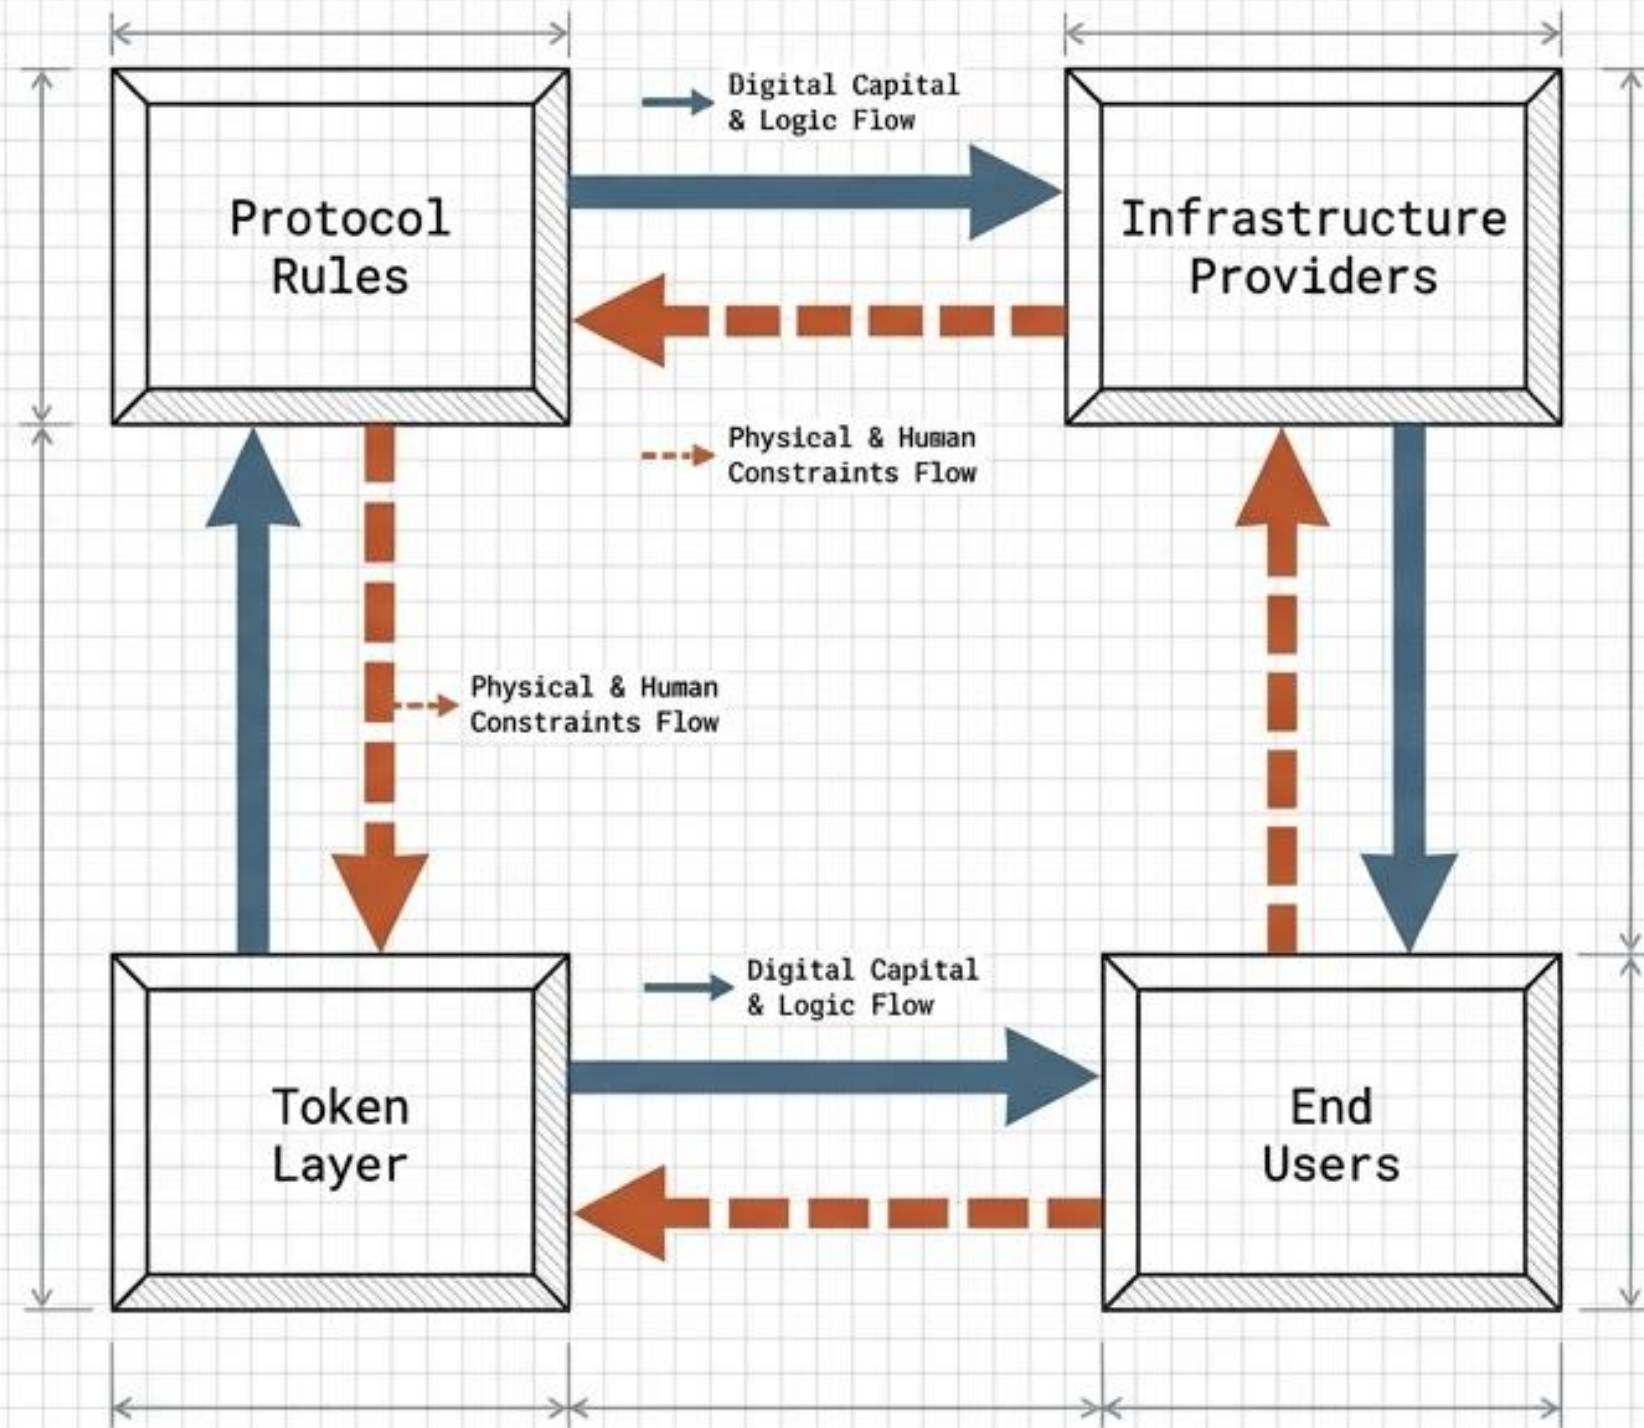 Digital Capital
& Logic Flow
Protocol
Rules
Infrastructure
Providers
Physical & Human
Constraints Flow
Physical & Human
Constraints Flow
Digital Capital
& Logic Flow
Token
Layer
End
Users